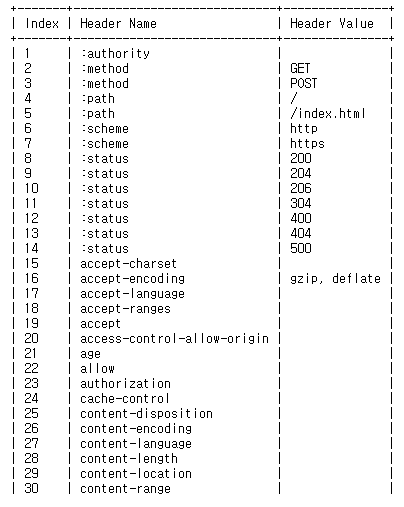 +-------+-----------------------------+---------------+
| Index | Header Name                 | Header Value  |
+-------+-----------------------------+---------------+
| 1     | :authority                  |               |
| 2     | :method                     | GET           |
| 3     | :method                     | POST          |
| 4     | :path                       | /             |
| 5     | :path                       | /index.html   |
| 6     | :scheme                     | http          |
| 7     | :scheme                     | https         |
| 8     | :status                     | 200           |
| 9     | :status                     | 204           |
| 10    | :status                     | 206           |
| 11    | :status                     | 304           |
| 12    | :status                     | 400           |
| 13    | :status                     | 404           |
| 14    | :status                     | 500           |
| 15    | accept-charset              |               |
| 16    | accept-encoding             | gzip, deflate |
| 17    | accept-language             |               |
| 18    | accept-ranges               |               |
| 19    | accept                      |               |
| 20    | access-control-allow-origin |               |
| 21    | age                         |               |
| 22    | allow                       |               |
| 23    | authorization               |               |
| 24    | cache-control               |               |
| 25    | content-disposition         |               |
| 26    | content-encoding            |               |
| 27    | content-language            |               |
| 28    | content-length              |               |
| 29    | content-location            |               |
| 30    | content-range               |               |